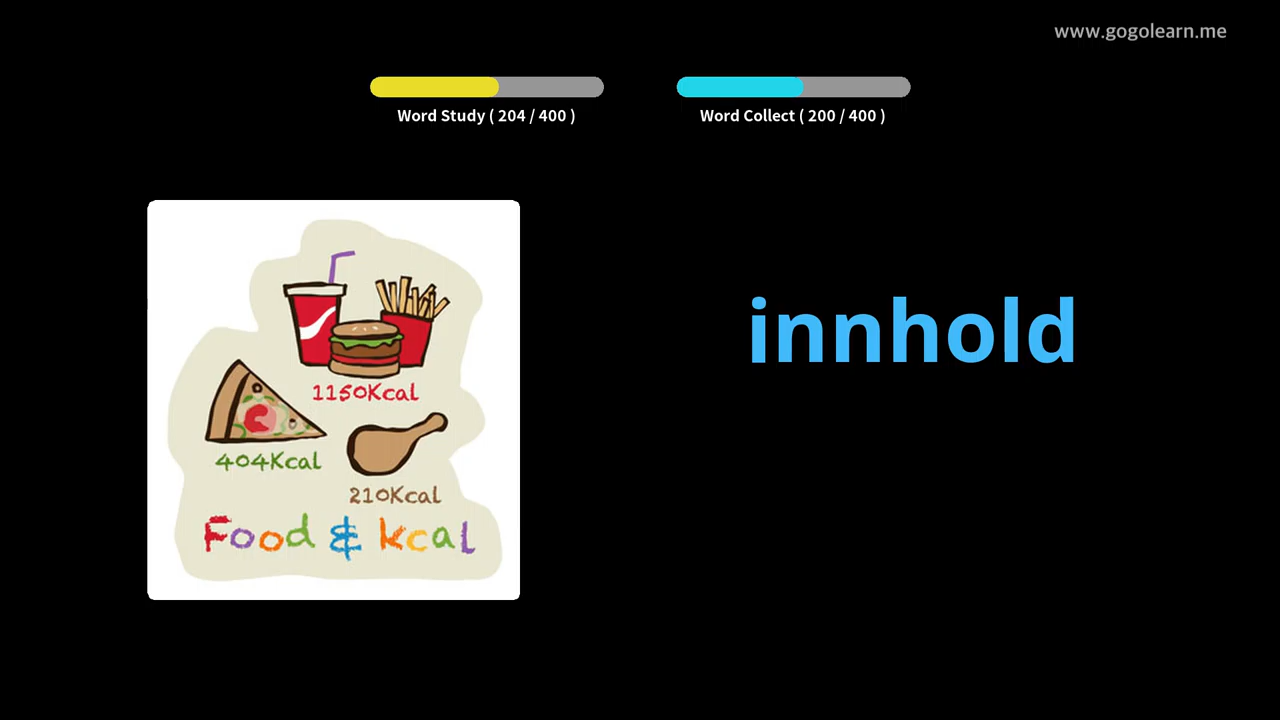 www.gogolearn.me
Word Study ( 204 / 400 )
Word Collect ( 200 / 400 )
innhold
1150Kcal
404Kcal
210Kcal
Food & kcal